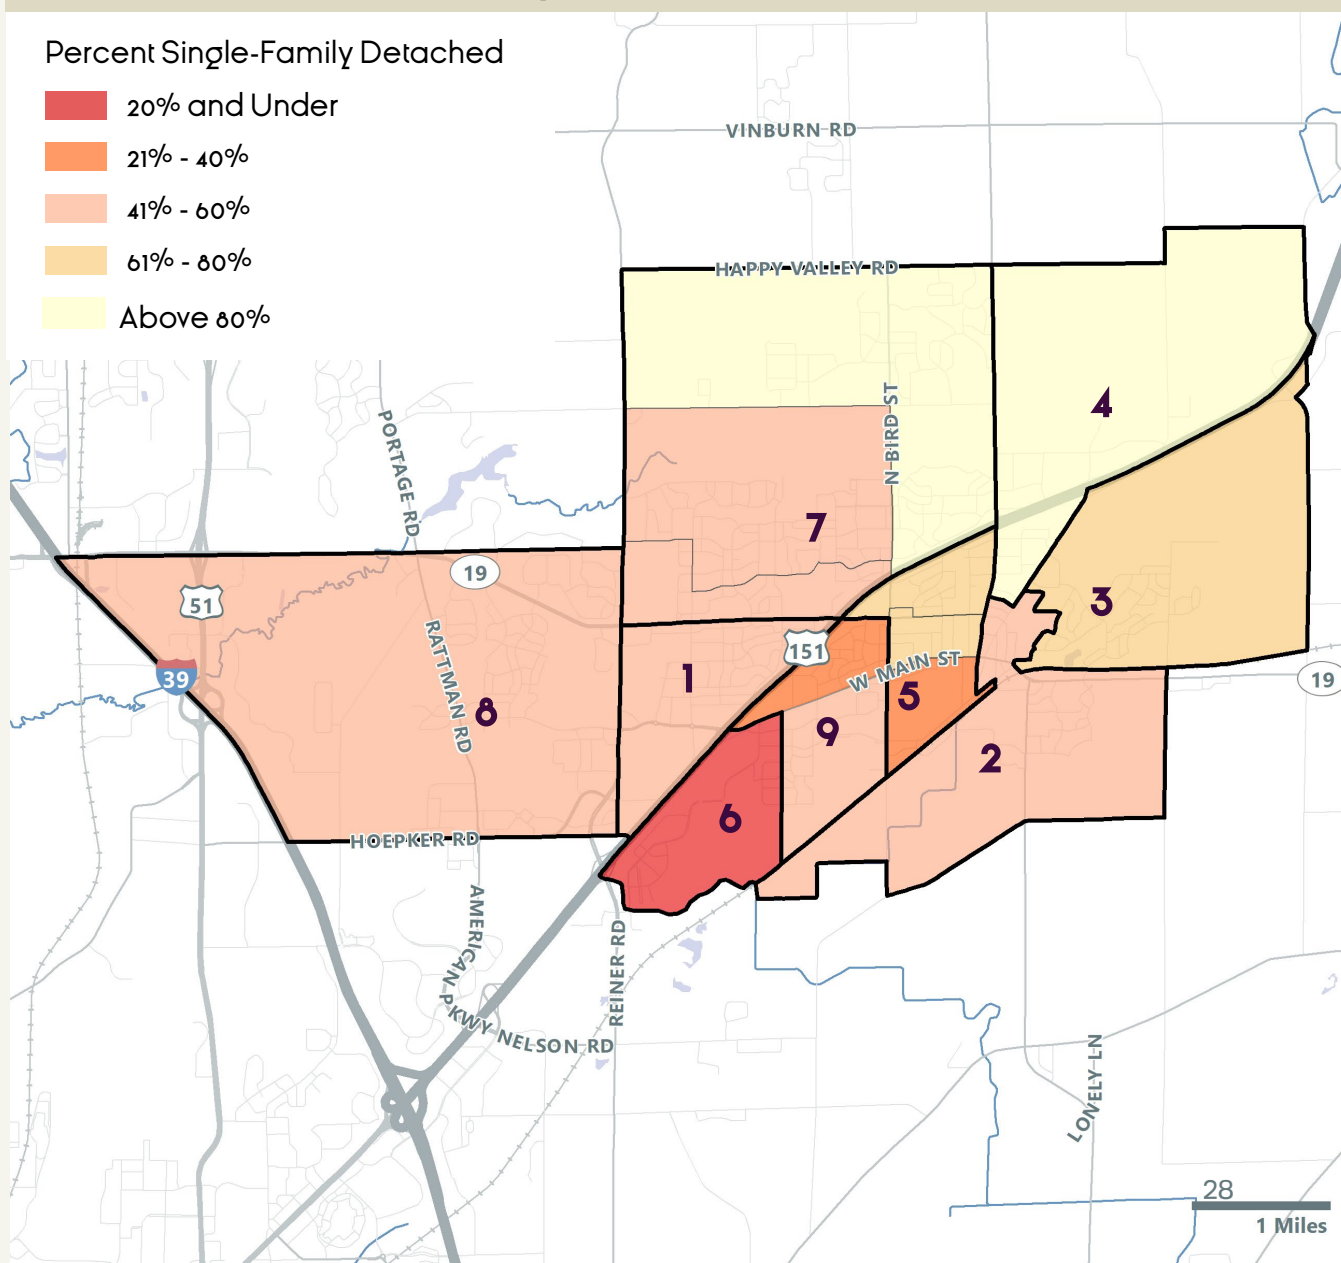 Percent Single-Family Detached
20% and Under
21% - 40%
41% - 60%
61% - 80%
Above 80%
VINBURN RD
HAPPY VALLEY RD
N BIRD ST
PORTAGE RD
4
7
19
51
3
RATTMAN RD
151
W MAIN ST
39
1
5
19
8
9
2
6
HOEPKER RD
AMERICAN PKWY
REINER RD
NELSON RD
LONELY LN
28
1 Miles